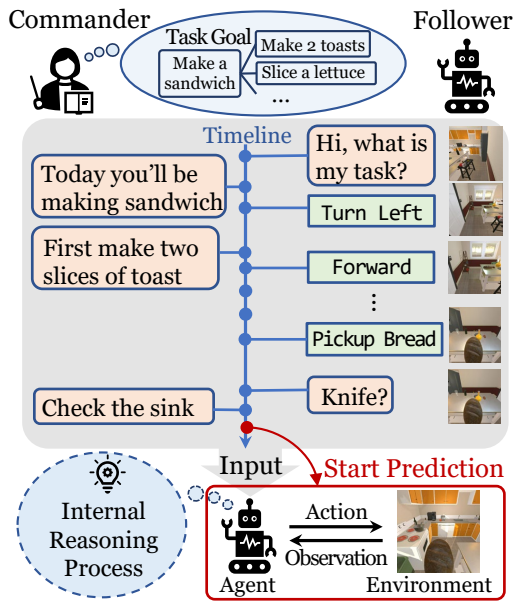 Commander
Follower
Task Goal
Make a
sandwich
Make 2 toasts
Slice a lettuce
...
Timeline
Hi, what is
my task?
Today you'll be
making sandwich
Turn Left
First make two
slices of toast
Forward
Pickup Bread
Knife?
Check the sink
Input
Start Prediction
Internal
Reasoning
Process
Action
Observation
Agent
Environment